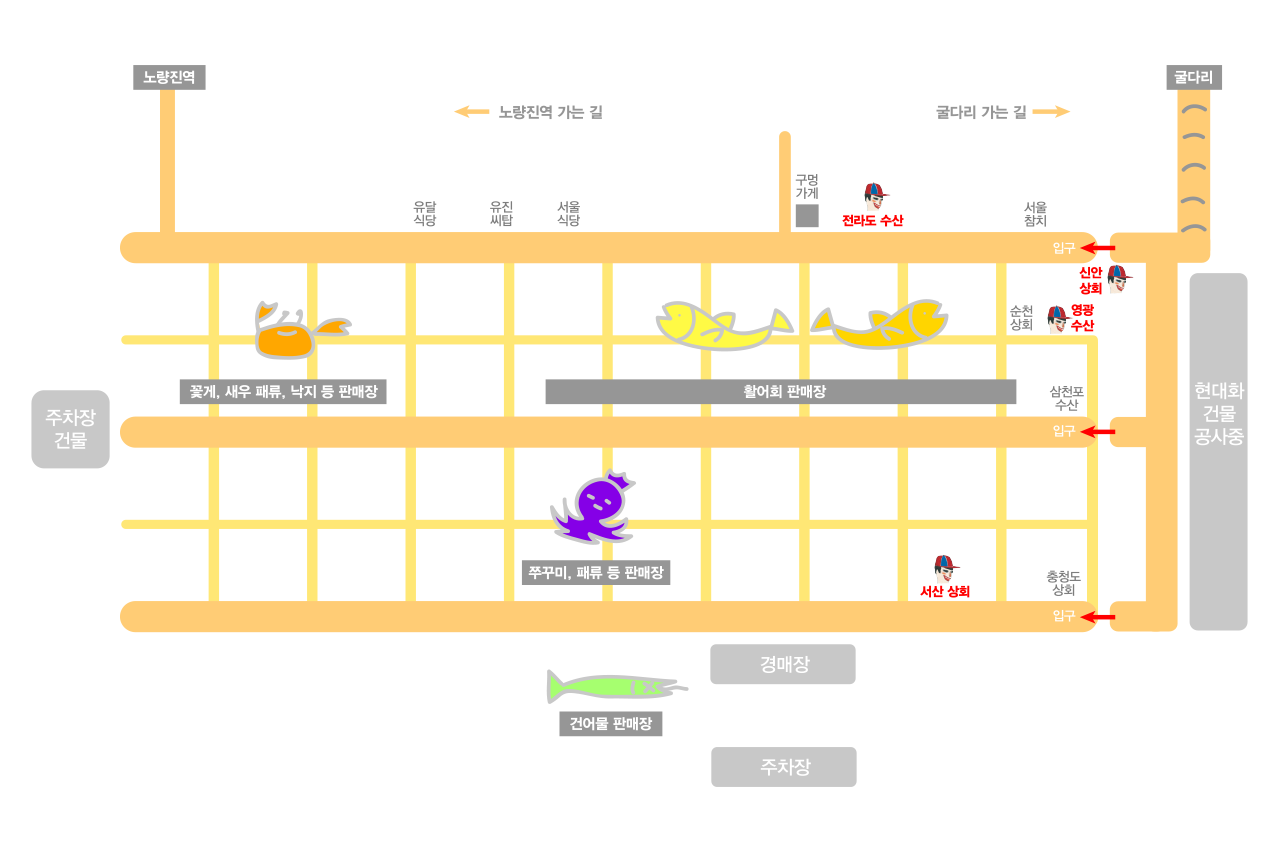 노량진역
굴다리
노량진역 가는 길
굴다리 가는 길
구멍
가게
유달
식당
유진
씨탑
서울
식당
전라도 수산
서울
참치
입구
신안
상회
순천
상회
영광
수산
꽃게, 새우 패류, 낙지 등 판매장
활어회 판매장
삼천포
수산
주차장
건물
현대화
건물
공사중
입구
쭈꾸미, 패류 등 판매장
서산 상회
충청도
상회
입구
경매장
건어물 판매장
주차장